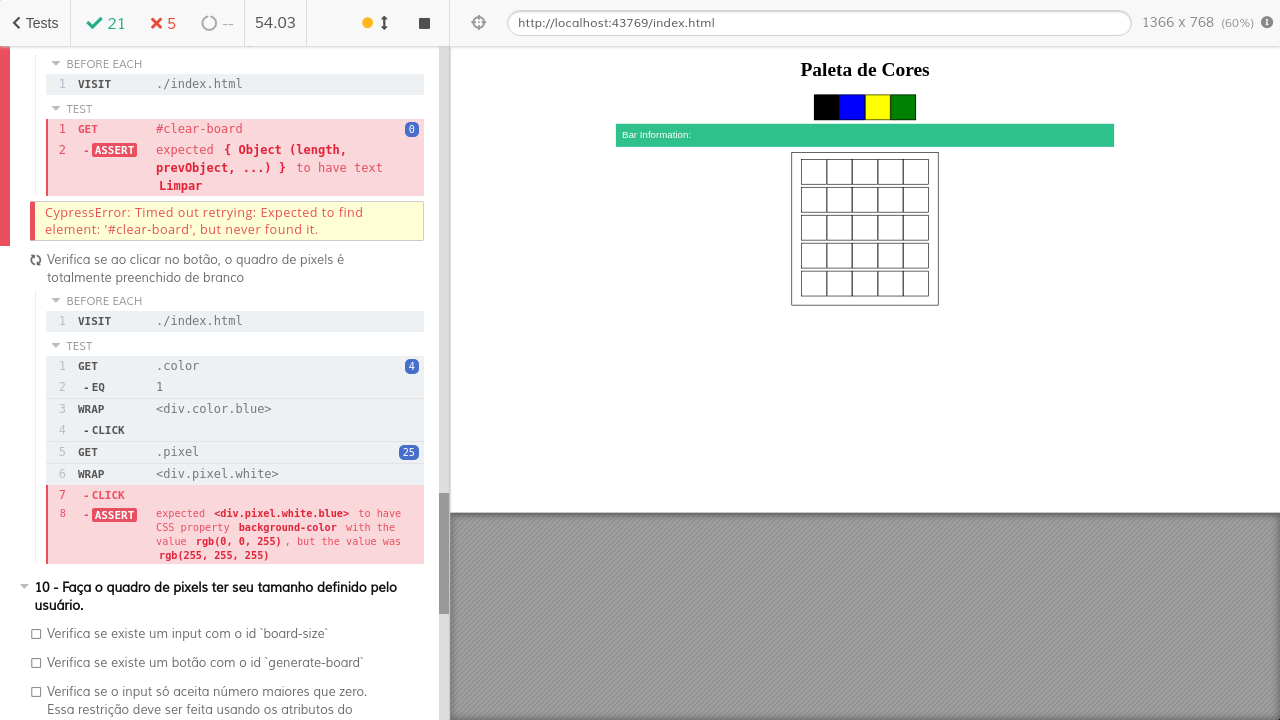 Tests
21
5
--
54.03
http://localhost:43769/index.html
1366 x 768 (60%)
BEFORE EACH
1 VISIT ./index.html
TEST
1 GET #clear-board 0
2 - ASSERT expected { Object (length,
prevObject, ...) } to have text
Limpar
CypressError: Timed out retrying: Expected to find
element: '#clear-board', but never found it.
Verifica se ao clicar no botão, o quadro de pixels é
totalmente preenchido de branco
BEFORE EACH
1 VISIT ./index.html
TEST
1 GET .color 4
2 - EQ 1
3 WRAP <div.color.blue>
4 - CLICK
5 GET .pixel 25
6 WRAP <div.pixel.white>
7 - CLICK
8 - ASSERT expected <div.pixel.white.blue> to have
CSS property background-color with the
value rgb(0, 0, 255) , but the value was
rgb(255, 255, 255)
10 - Faça o quadro de pixels ter seu tamanho definido pelo
usuário.
Verifica se existe um input com o id `board-size`
Verifica se existe um botão com o id `generate-board`
Verifica se o input só aceita número maiores que zero.
Essa restrição deve ser feita usando os atributos do
Paleta de Cores
Bar Information: